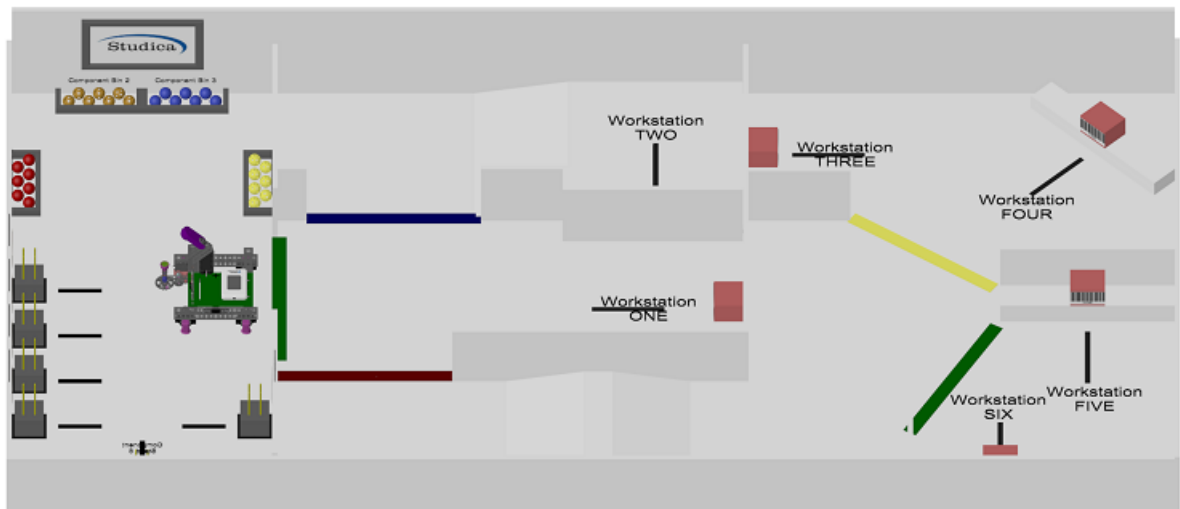 Studica
Component Bin 2
Component Bin 3
Workstation
TWO
Workstation
THREE
Workstation
FOUR
Workstation
ONE
Workstation
SIX
Workstation
FIVE